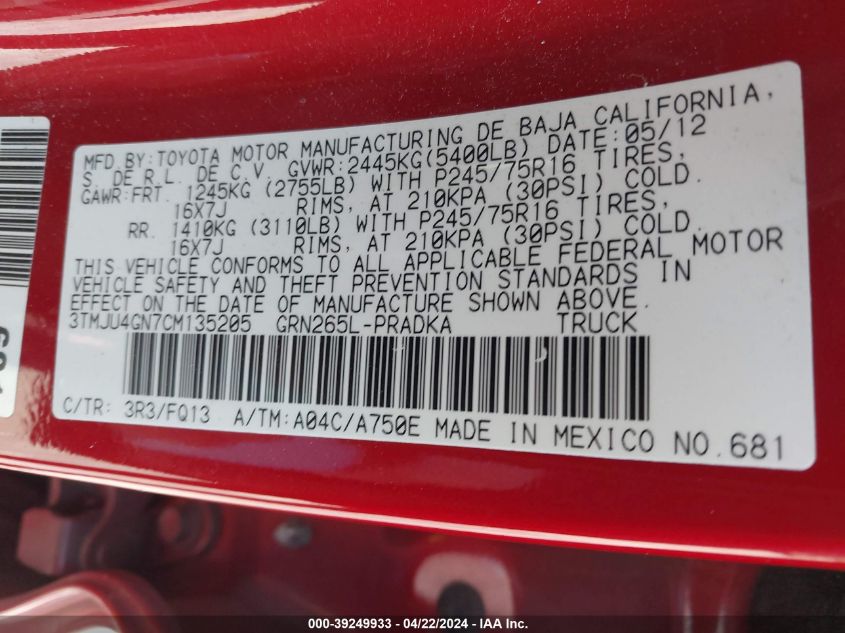 MFD. BY: TOYOTA MOTOR MANUFACTURING DE BAJA CALIFORNIA,
S. DE R.L. DE C.V. GVWR:2445KG(5400LB) DATE:05/12
GAWR:FRT. 1245KG (2755LB) WITH P245/75R16 TIRES,
16X7J RIMS, AT 210KPA (30PSI) COLD.
RR. 1410KG (3110LB) WITH P245/75R16 TIRES,
16X7J RIMS, AT 210KPA (30PSI) COLD.
THIS VEHICLE CONFORMS TO ALL APPLICABLE FEDERAL MOTOR
VEHICLE SAFETY AND THEFT PREVENTION STANDARDS IN
EFFECT ON THE DATE OF MANUFACTURE SHOWN ABOVE.
3TMJU4GN7CM135205 GRN265L-PRADKA TRUCK
C/TR: 3R3/FQ13 A/TM:A04C/A750E MADE IN MEXICO NO.681
000-39249933 - 04/22/2024 - IAA Inc.